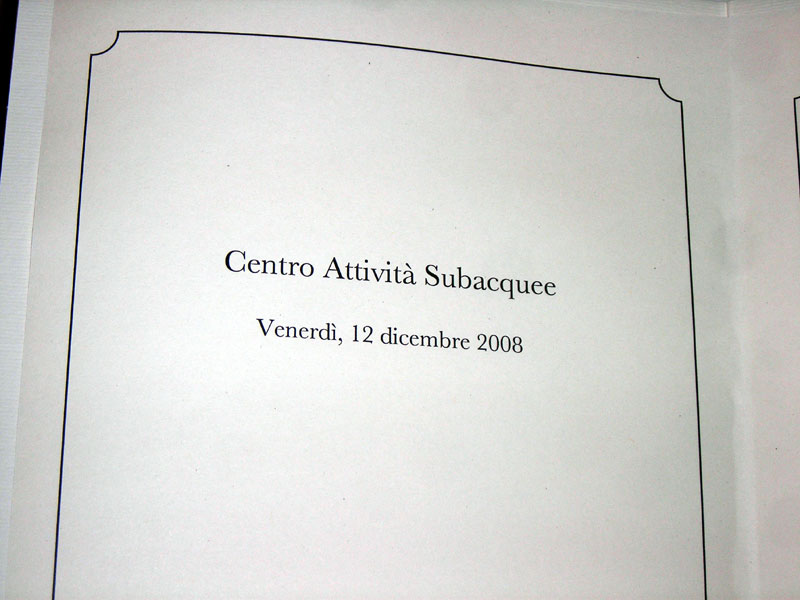 Centro Attività Subacquee
Venerdì, 12 dicembre 2008